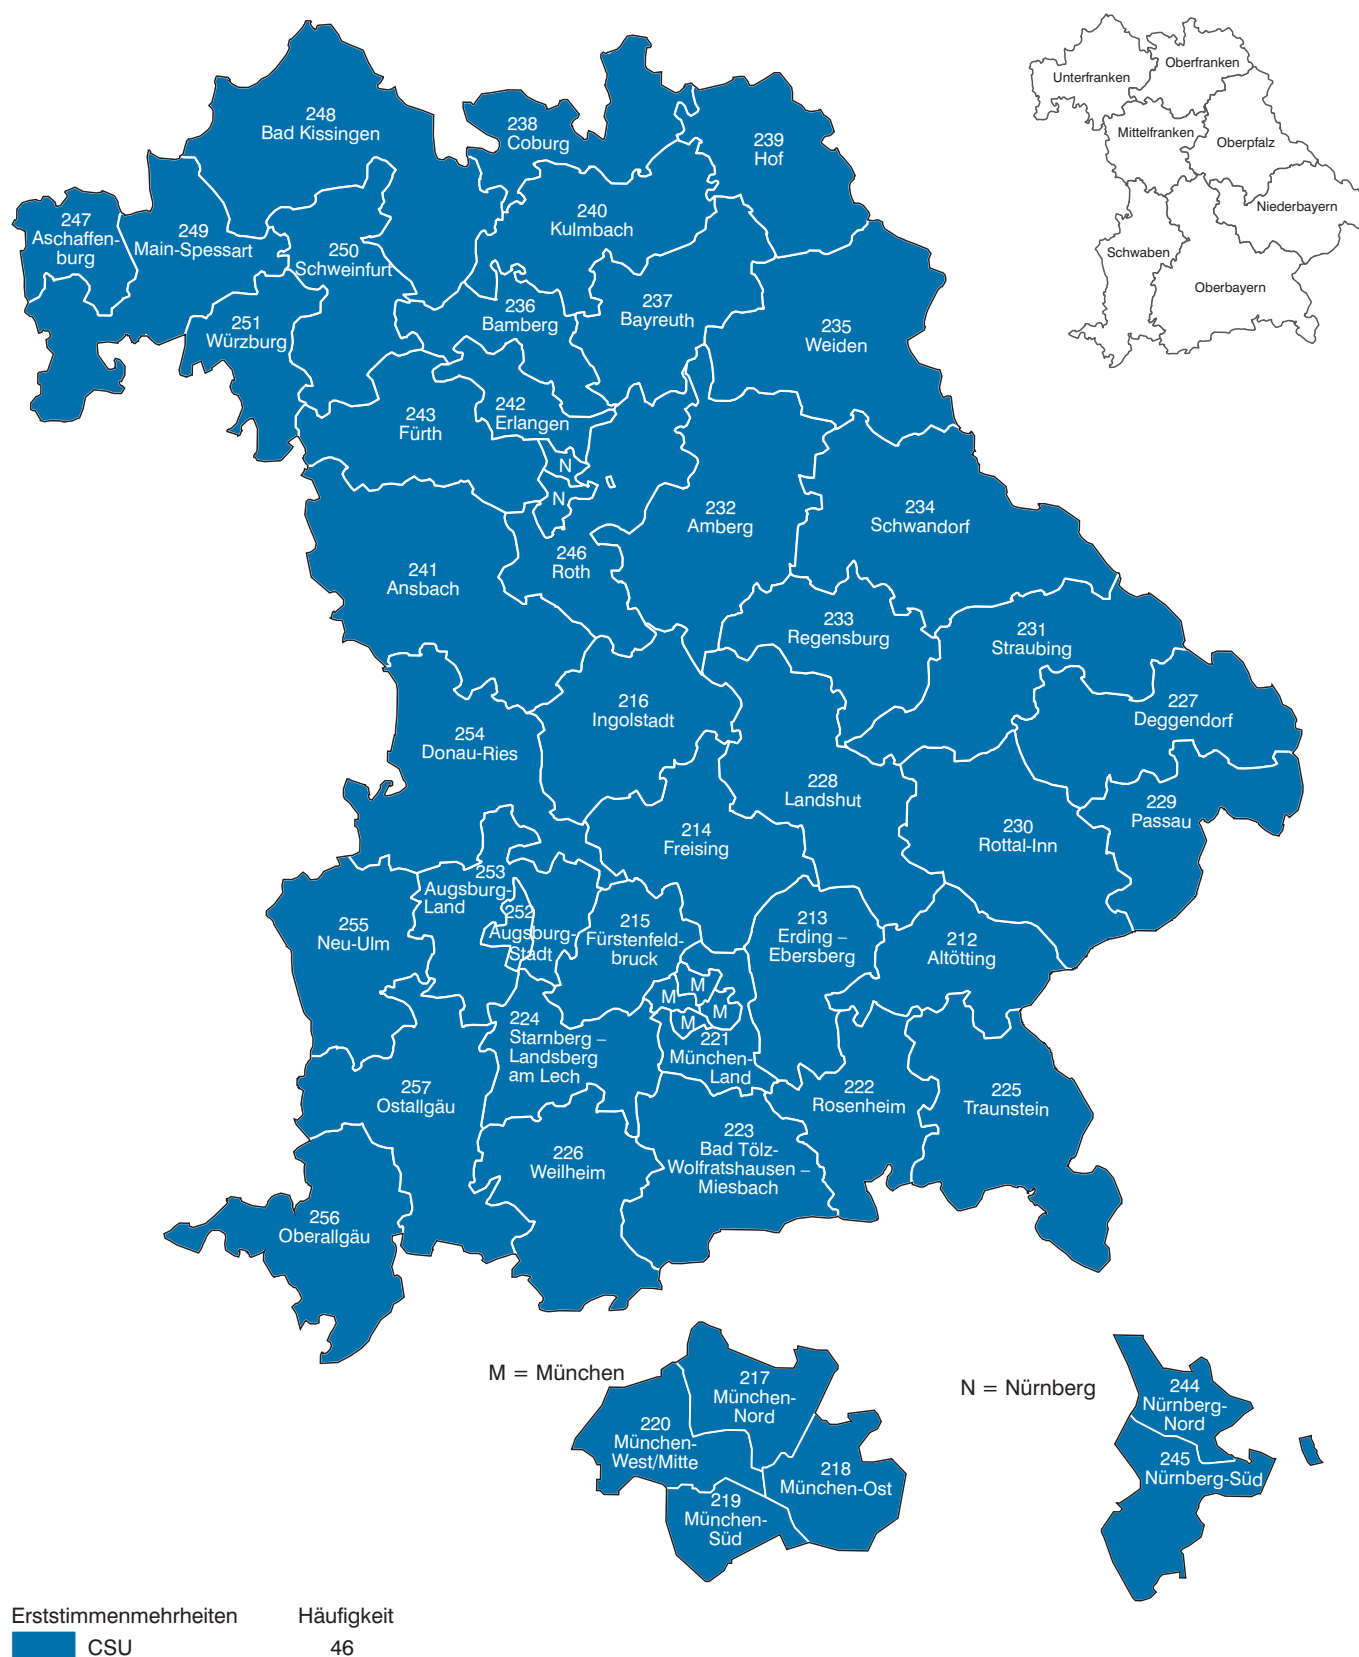 Unterfranken
Oberfranken
Mittelfranken
Oberpfalz
Niederbayern
Schwaben
Oberbayern
248
Bad Kissingen
238
Coburg
239
Hof
247
Aschaffen-
burg
249
Main-Spessart
250
Schweinfurt
240
Kulmbach
251
Würzburg
236
Bamberg
237
Bayreuth
235
Weiden
243
Fürth
242
Erlangen
N
N
232
Amberg
234
Schwandorf
241
Ansbach
246
Roth
233
Regensburg
231
Straubing
216
Ingolstadt
227
Deggendorf
254
Donau-Ries
228
Landshut
229
Passau
214
Freising
230
Rottal-Inn
253
Augsburg-
Land
252
Augsburg-
Stadt
255
Neu-Ulm
215
Fürstenfeld-
bruck
213
Erding –
Ebersberg
212
Altötting
M
M
M
M
224
Starnberg –
Landsberg
am Lech
221
München-
Land
257
Ostallgäu
222
Rosenheim
225
Traunstein
226
Weilheim
223
Bad Tölz-
Wolfratshausen –
Miesbach
256
Oberallgäu
M = München
217
München-
Nord
220
München-
West/Mitte
218
München-Ost
219
München-
Süd
N = Nürnberg
244
Nürnberg-
Nord
245
Nürnberg-Süd
Erststimmenmehrheiten Häufigkeit
CSU 46